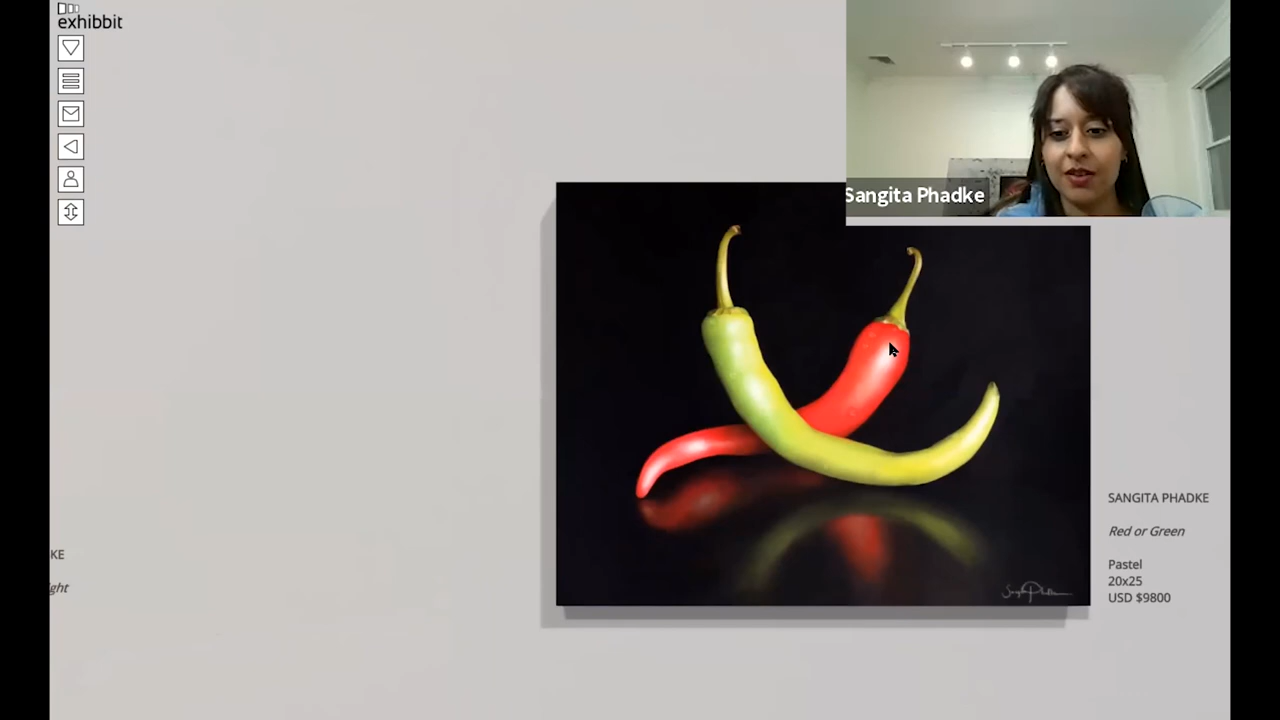 exhibbit
Sangita Phadke
SANGITA PHADKE
Red or Green
Pastel
20x25
USD $9800
KE
ght